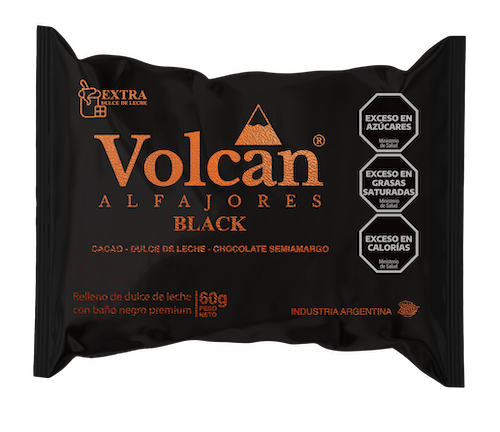 EXTRA
DULCE DE LECHE
Volcan®
ALFAJORES
BLACK
CACAO - DULCE DE LECHE - CHOCOLATE SEMIAMARGO
Relleno de dulce de leche
con baño negro premium
60g
PESO
NETO
INDUSTRIA ARGENTINA
EXCESO EN
AZÚCARES
Ministerio
de Salud
EXCESO EN
GRASAS
SATURADAS
Ministerio
de Salud
EXCESO EN
CALORÍAS
Ministerio
de Salud